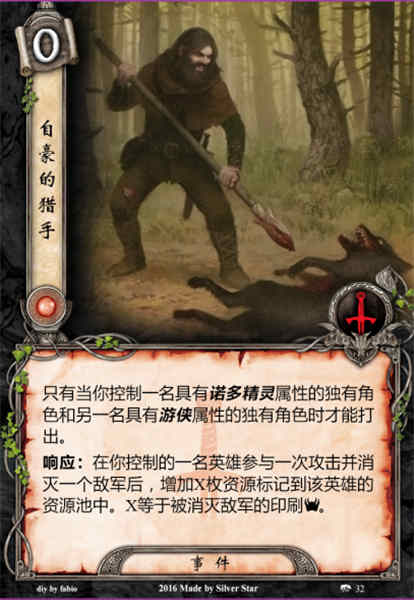 0
自豪的猎手
只有当你控制一名具有诺多精灵属性的独有角
色和另一名具有游侠属性的独有角色时才能打
出。
响应：在你控制的一名英雄参与一次攻击并消
灭一个敌军后，增加X枚资源标记到该英雄的
资源池中。X等于被消灭敌军的印刷。
事件
diy by fabio
2016 Made by Silver Star
32